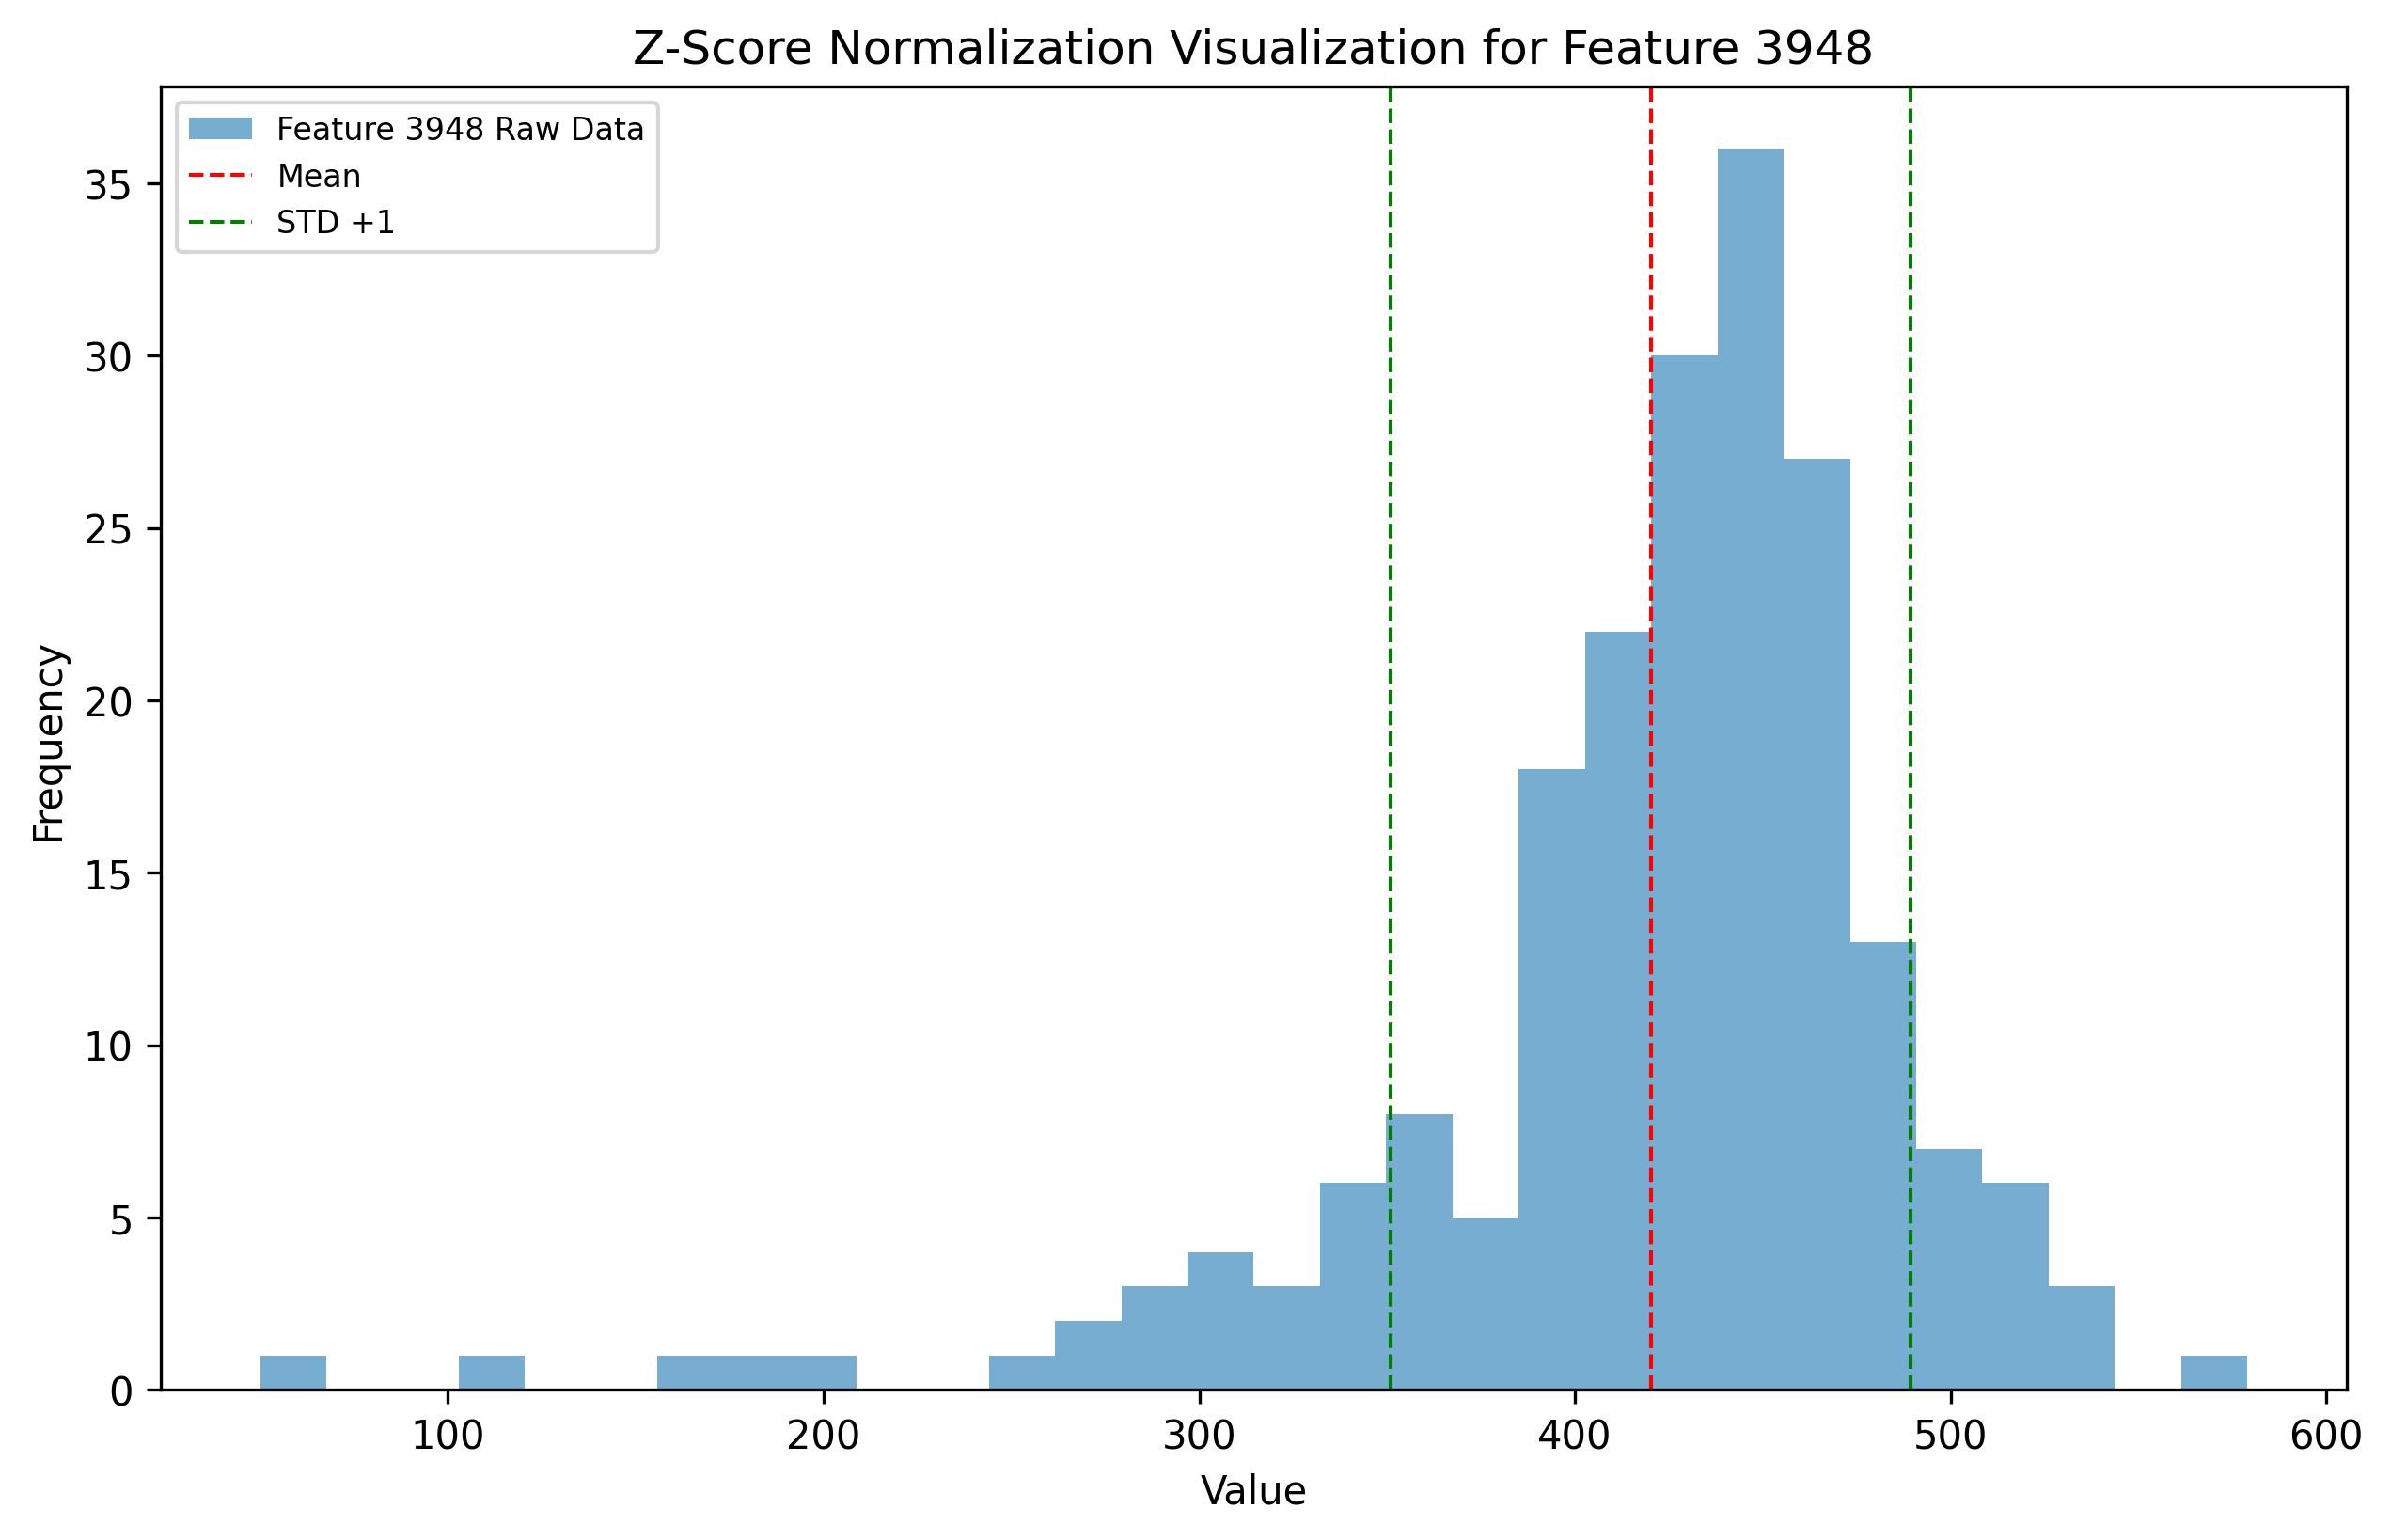 Z-Score Normalization Visualization for Feature 3948
Feature 3948 Raw Data
Mean
STD +1
35
30
25
20
15
10
5
0
Frequency
100 200 300 400 500 600
Value